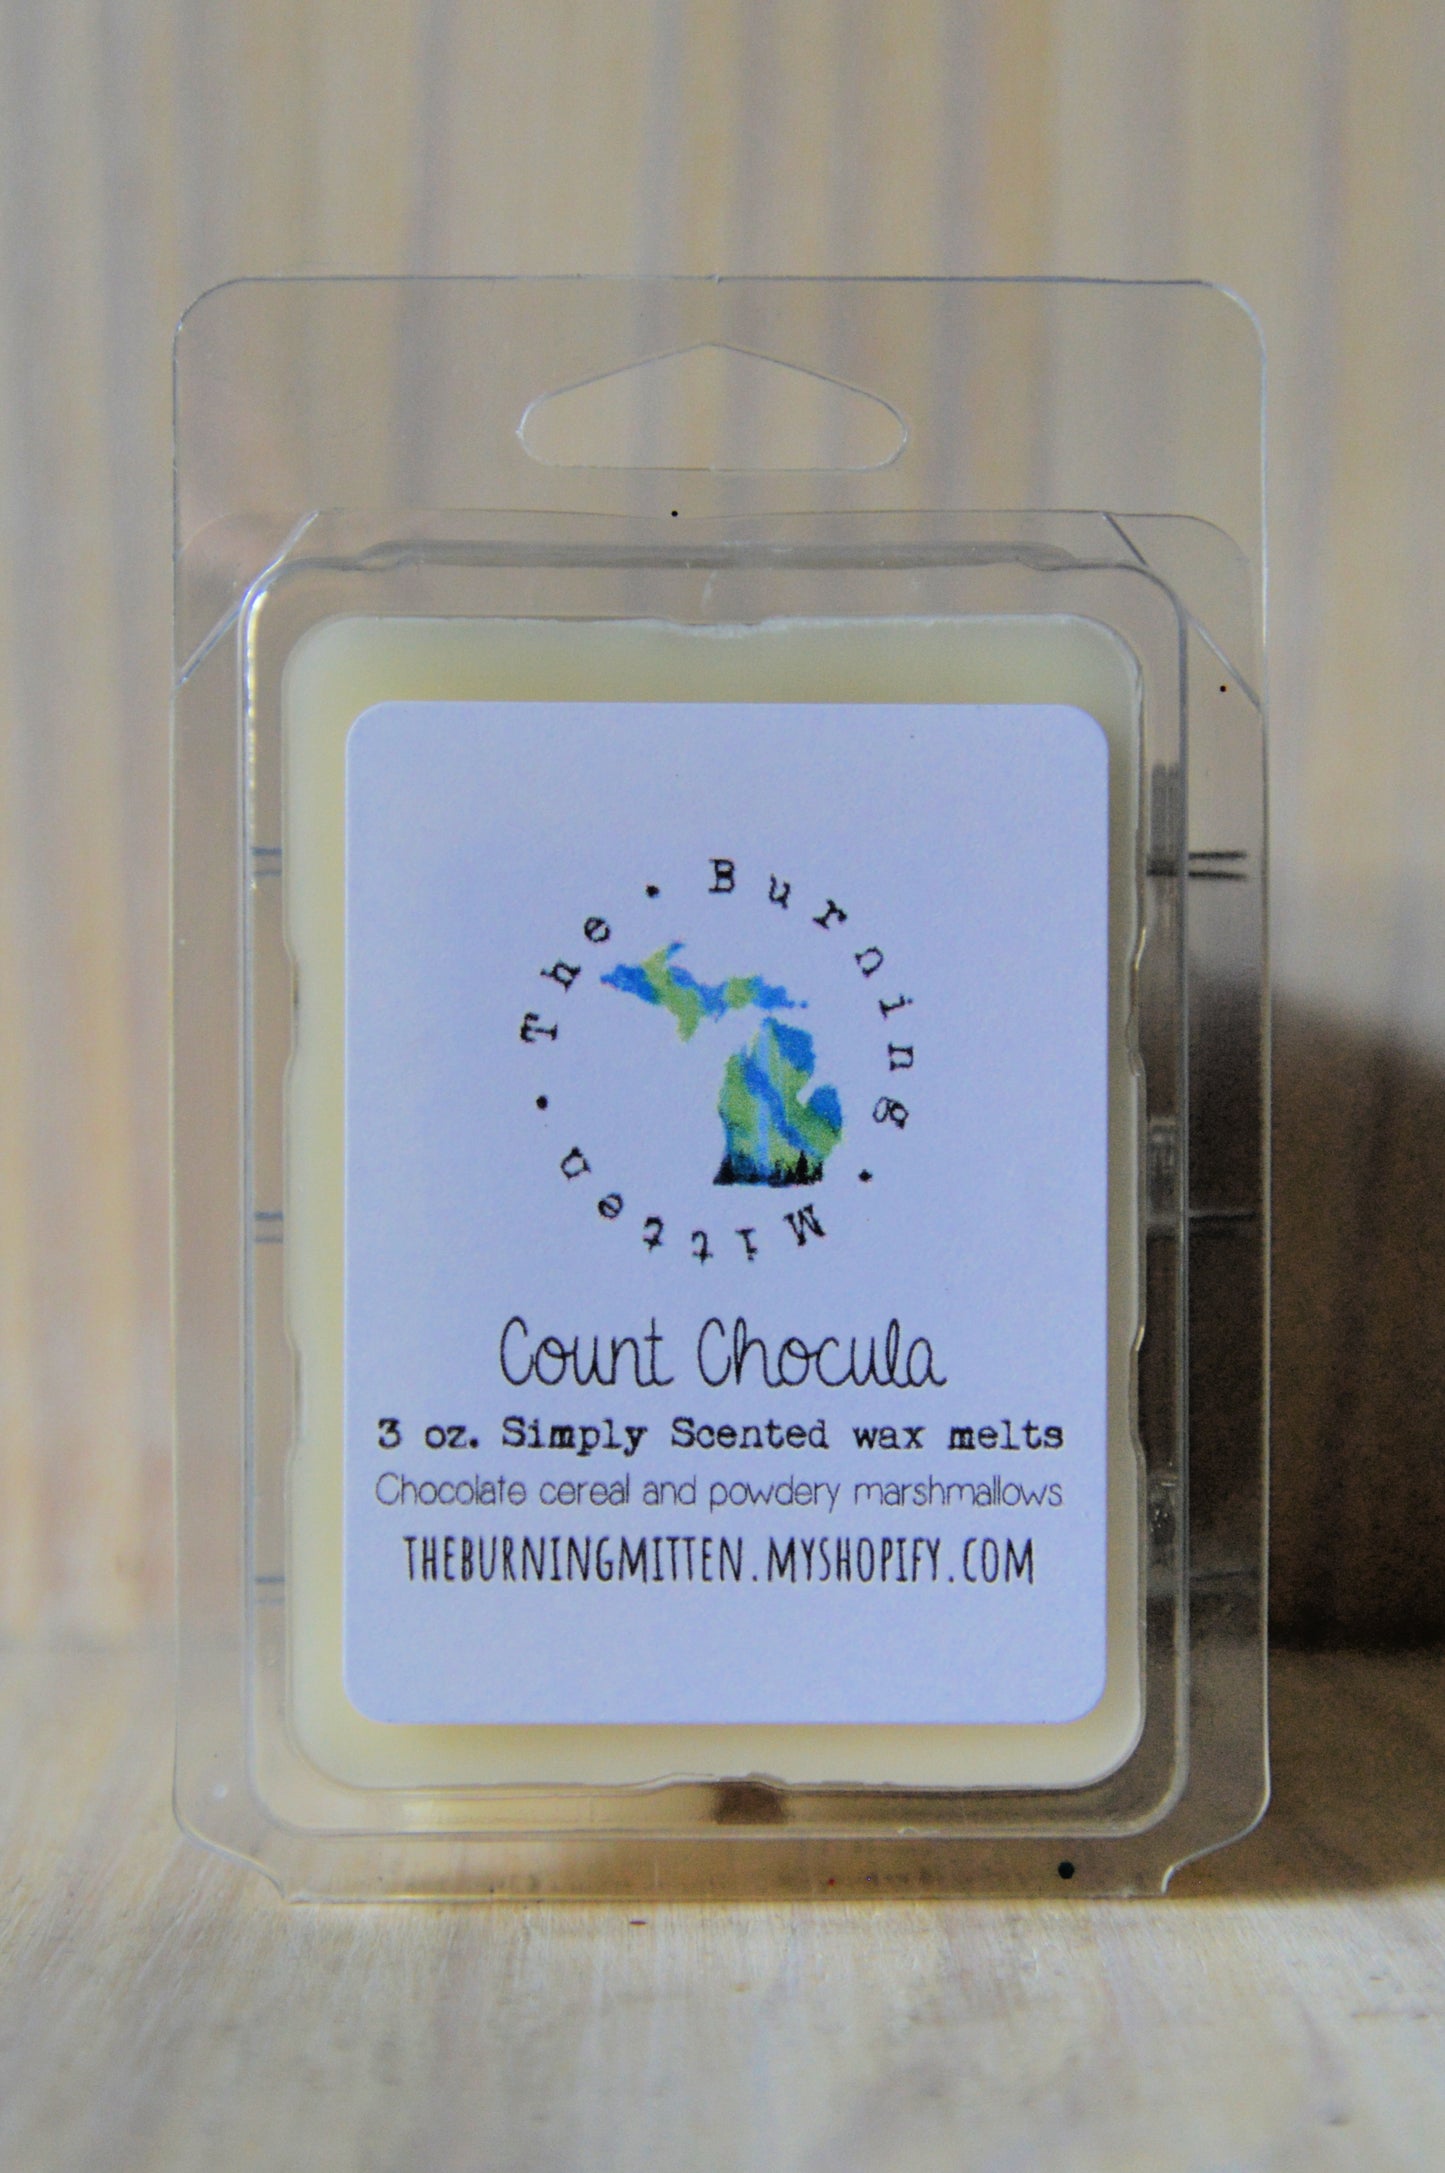 The • Burning • Mitten •
Count Chocula
3 oz. Simply Scented wax melts
Chocolate cereal and powdery marshmallows
THEBURNINGMITTEN.MYSHOPIFY.COM